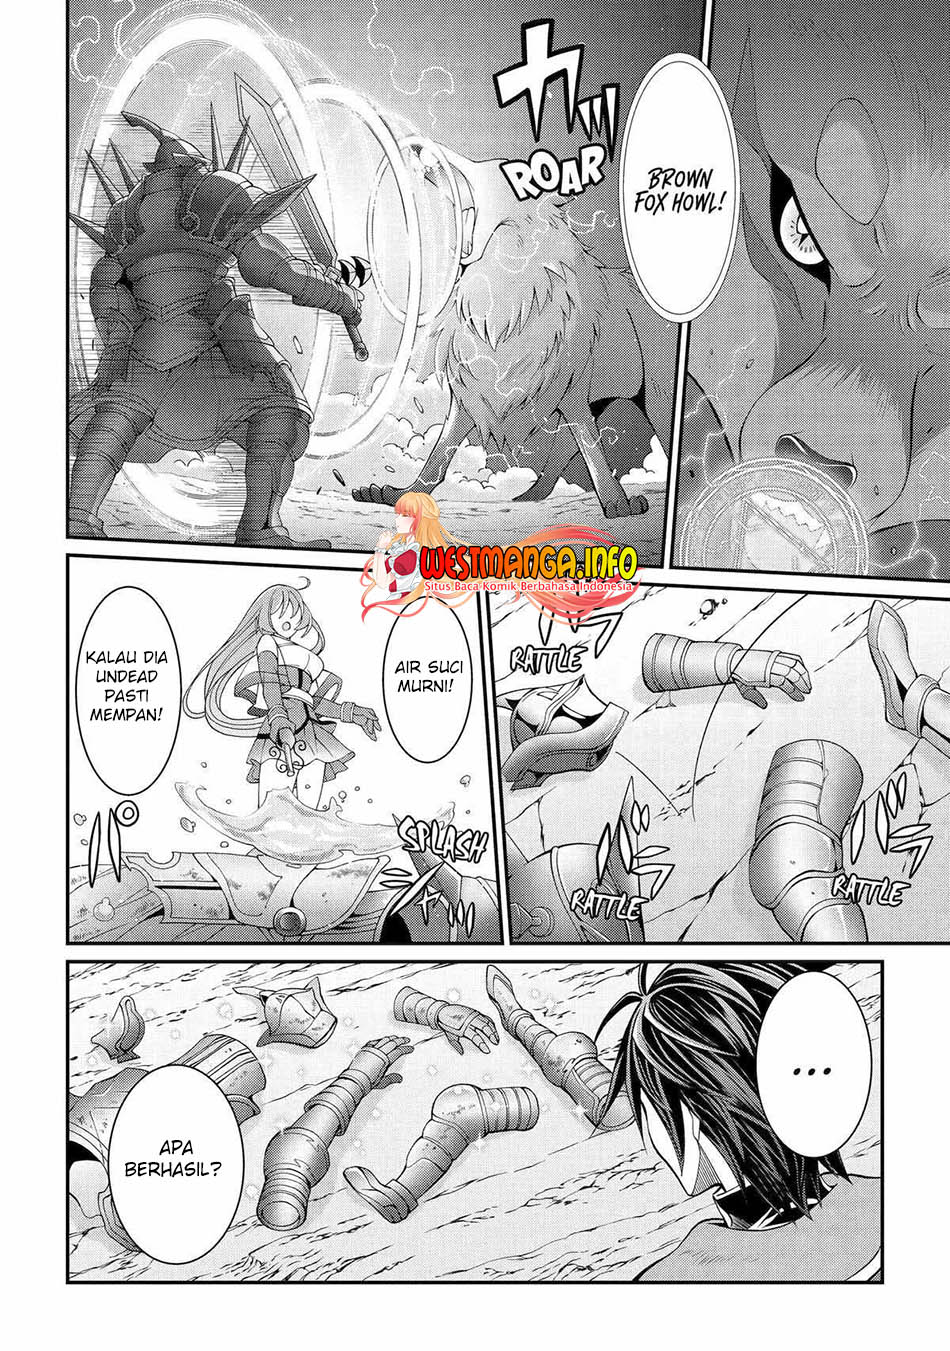 BROWN
FOX HOWL!
ROAR
WESTMANGA.INFO
Situs Baca Komik Berbahasa Indonesia
RATTLE
RATTLE
RATTLE
AIR SUCI
MURNI!
KALAU DIA
UNDEAD
PASTI
MEMPAN!
SPLASH
...
APA
BERHASIL?